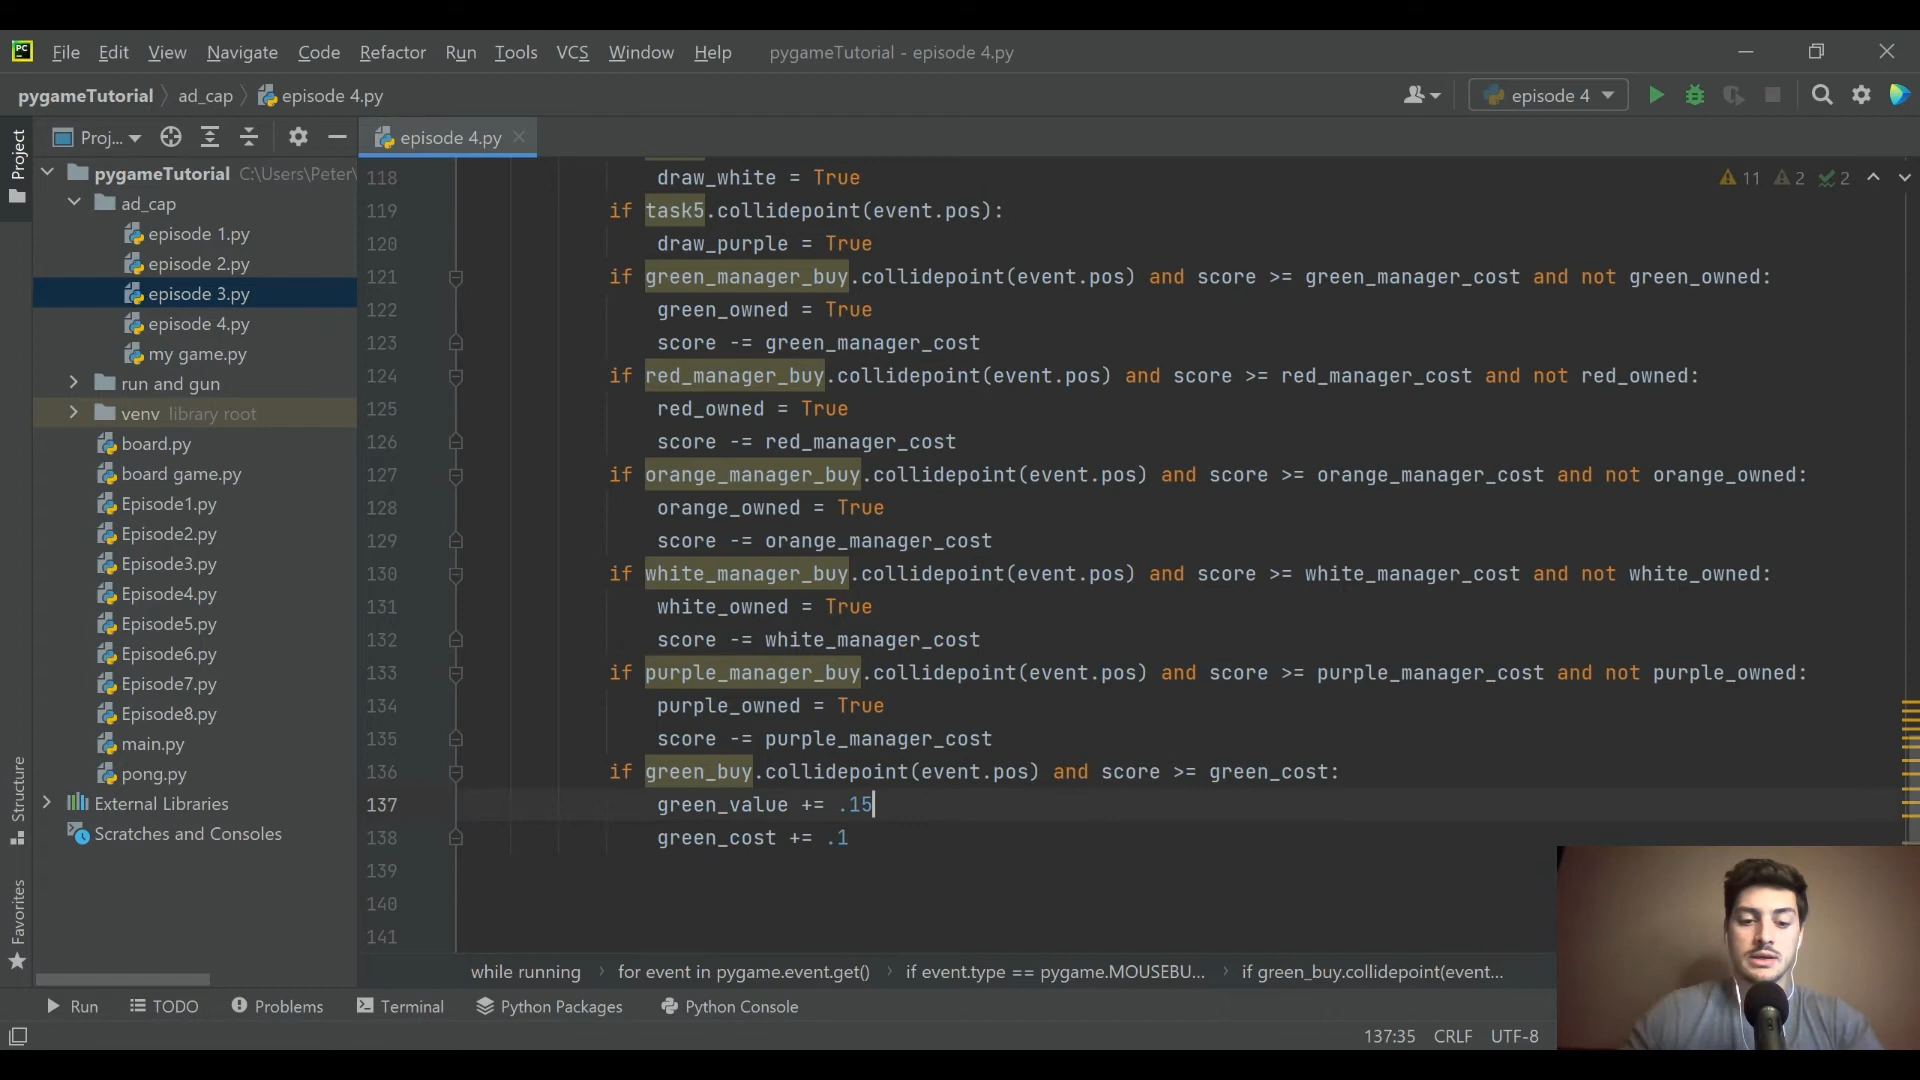 PC File Edit View Navigate Code Refactor Run Tools VCS Window Help pygameTutorial - episode 4.py
pygameTutorial ad_cap episode 4.py episode 4
Project
Proj... episode 4.py
pygameTutorial C:\Users\Peter\
ad_cap
episode 1.py
episode 2.py
episode 3.py
episode 4.py
my game.py
run and gun
venv library root
board.py
board game.py
Episode1.py
Episode2.py
Episode3.py
Episode4.py
Episode5.py
Episode6.py
Episode7.py
Episode8.py
main.py
pong.py
External Libraries
Scratches and Consoles
Structure
Favorites
11 2 2
118 draw_white = True
119 if task5.collidepoint(event.pos):
120 draw_purple = True
121 if green_manager_buy.collidepoint(event.pos) and score >= green_manager_cost and not green_owned:
122 green_owned = True
123 score -= green_manager_cost
124 if red_manager_buy.collidepoint(event.pos) and score >= red_manager_cost and not red_owned:
125 red_owned = True
126 score -= red_manager_cost
127 if orange_manager_buy.collidepoint(event.pos) and score >= orange_manager_cost and not orange_owned:
128 orange_owned = True
129 score -= orange_manager_cost
130 if white_manager_buy.collidepoint(event.pos) and score >= white_manager_cost and not white_owned:
131 white_owned = True
132 score -= white_manager_cost
133 if purple_manager_buy.collidepoint(event.pos) and score >= purple_manager_cost and not purple_owned:
134 purple_owned = True
135 score -= purple_manager_cost
136 if green_buy.collidepoint(event.pos) and score >= green_cost:
137 green_value += .15
138 green_cost += .1
139
140
141
while running for event in pygame.event.get() if event.type == pygame.MOUSEBU... if green_buy.collidepoint(event...
Run TODO Problems Terminal Python Packages Python Console
137:35 CRLF UTF-8